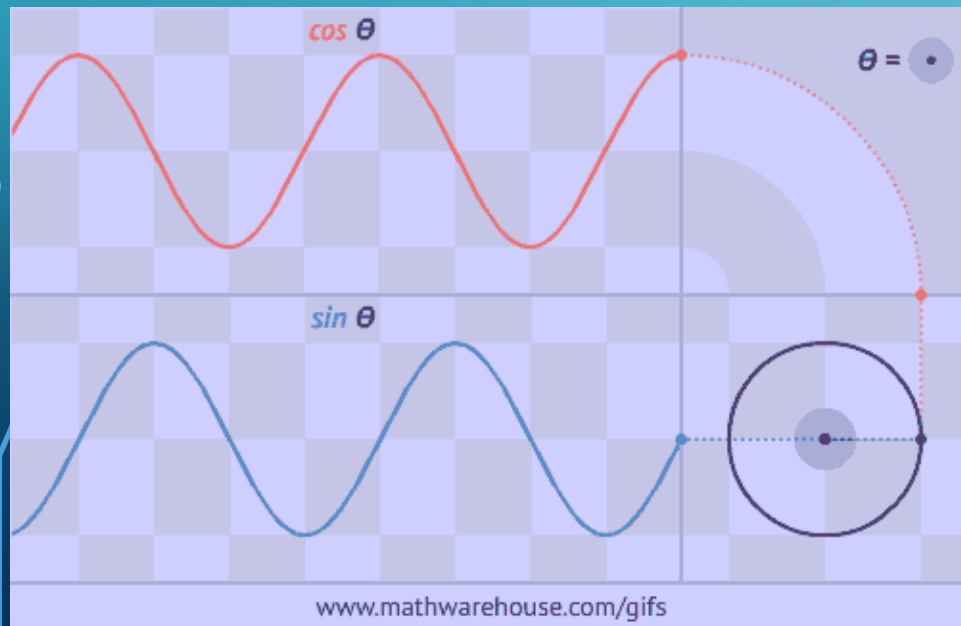 cos θ
θ =
sin θ
www.mathwarehouse.com/gifs